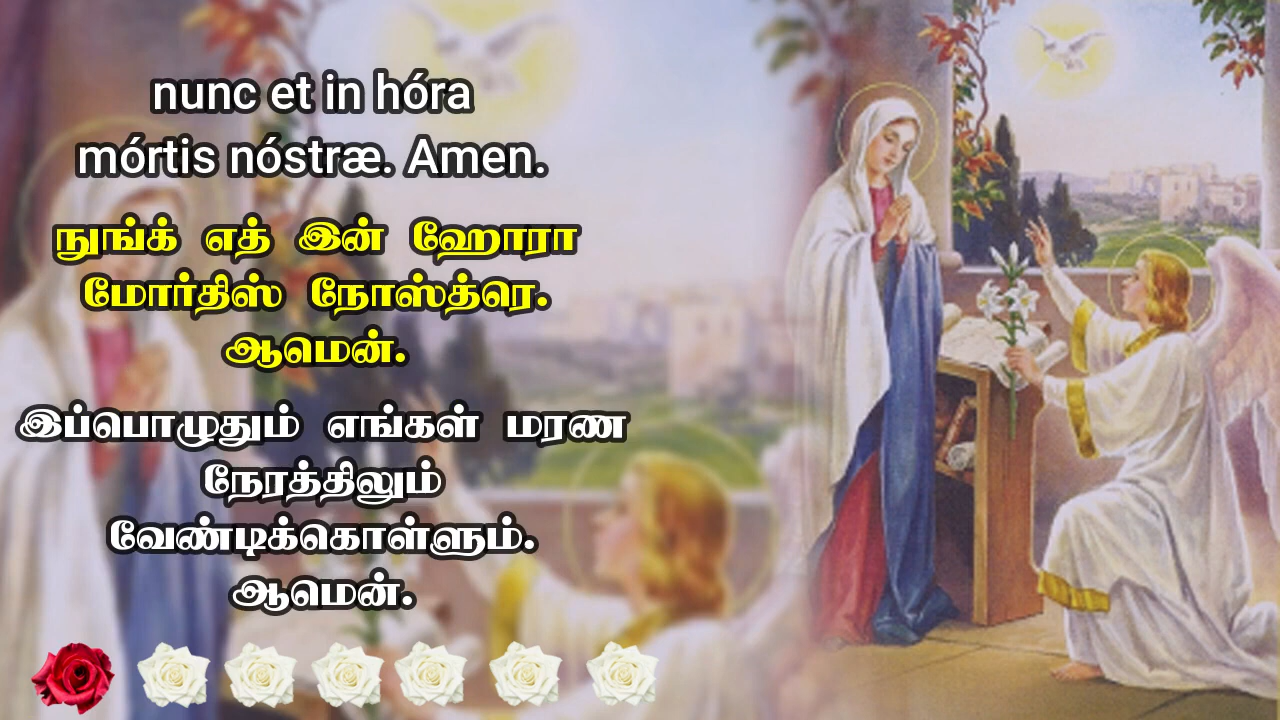 nunc et in hóra
mórtis nóstræ. Amen.
நுங்க் எத் இன் ஹோரா
மோர்திஸ் நோஸ்த்ரெ.
ஆமென்.
இப்பொழுதும் எங்கள் மரண
நேரத்திலும்
வேண்டிக்கொள்ளும்.
ஆமென்.